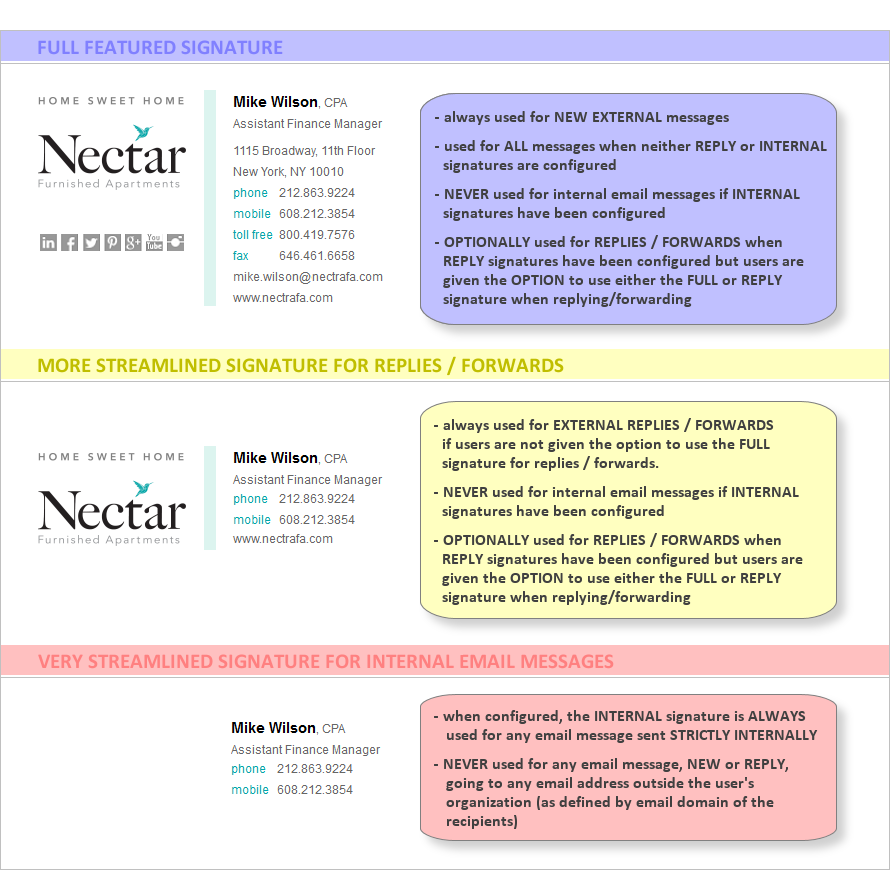 FULL FEATURED SIGNATURE
HOME SWEET HOME
Nectar
Furnished Apartments
in f P g+ You Tube
Mike Wilson, CPA
Assistant Finance Manager
1115 Broadway, 11th Floor
New York, NY 10010
phone 212.863.9224
mobile 608.212.3854
toll free 800.419.7576
fax 646.461.6658
mike.wilson@nectrafa.com
www.nectrafa.com
- always used for NEW EXTERNAL messages
- used for ALL messages when neither REPLY or INTERNAL
signatures are configured
- NEVER used for internal email messages if INTERNAL
signatures have been configured
- OPTIONALLY used for REPLIES / FORWARDS when
REPLY signatures have been configured but users are
given the OPTION to use either the FULL or REPLY
signature when replying/forwarding
MORE STREAMLINED SIGNATURE FOR REPLIES / FORWARDS
HOME SWEET HOME
Nectar
Furnished Apartments
Mike Wilson, CPA
Assistant Finance Manager
phone 212.863.9224
mobile 608.212.3854
www.nectrafa.com
- always used for EXTERNAL REPLIES / FORWARDS
if users are not given the option to use the FULL
signature for replies / forwards.
- NEVER used for internal email messages if INTERNAL
signatures have been configured
- OPTIONALLY used for REPLIES / FORWARDS when
REPLY signatures have been configured but users are
given the OPTION to use either the FULL or REPLY
signature when replying/forwarding
VERY STREAMLINED SIGNATURE FOR INTERNAL EMAIL MESSAGES
Mike Wilson, CPA
Assistant Finance Manager
phone 212.863.9224
mobile 608.212.3854
- when configured, the INTERNAL signature is ALWAYS
used for any email message sent STRICTLY INTERNALLY
- NEVER used for any email message, NEW or REPLY,
going to any email address outside the user's
organization (as defined by email domain of the
recipients)